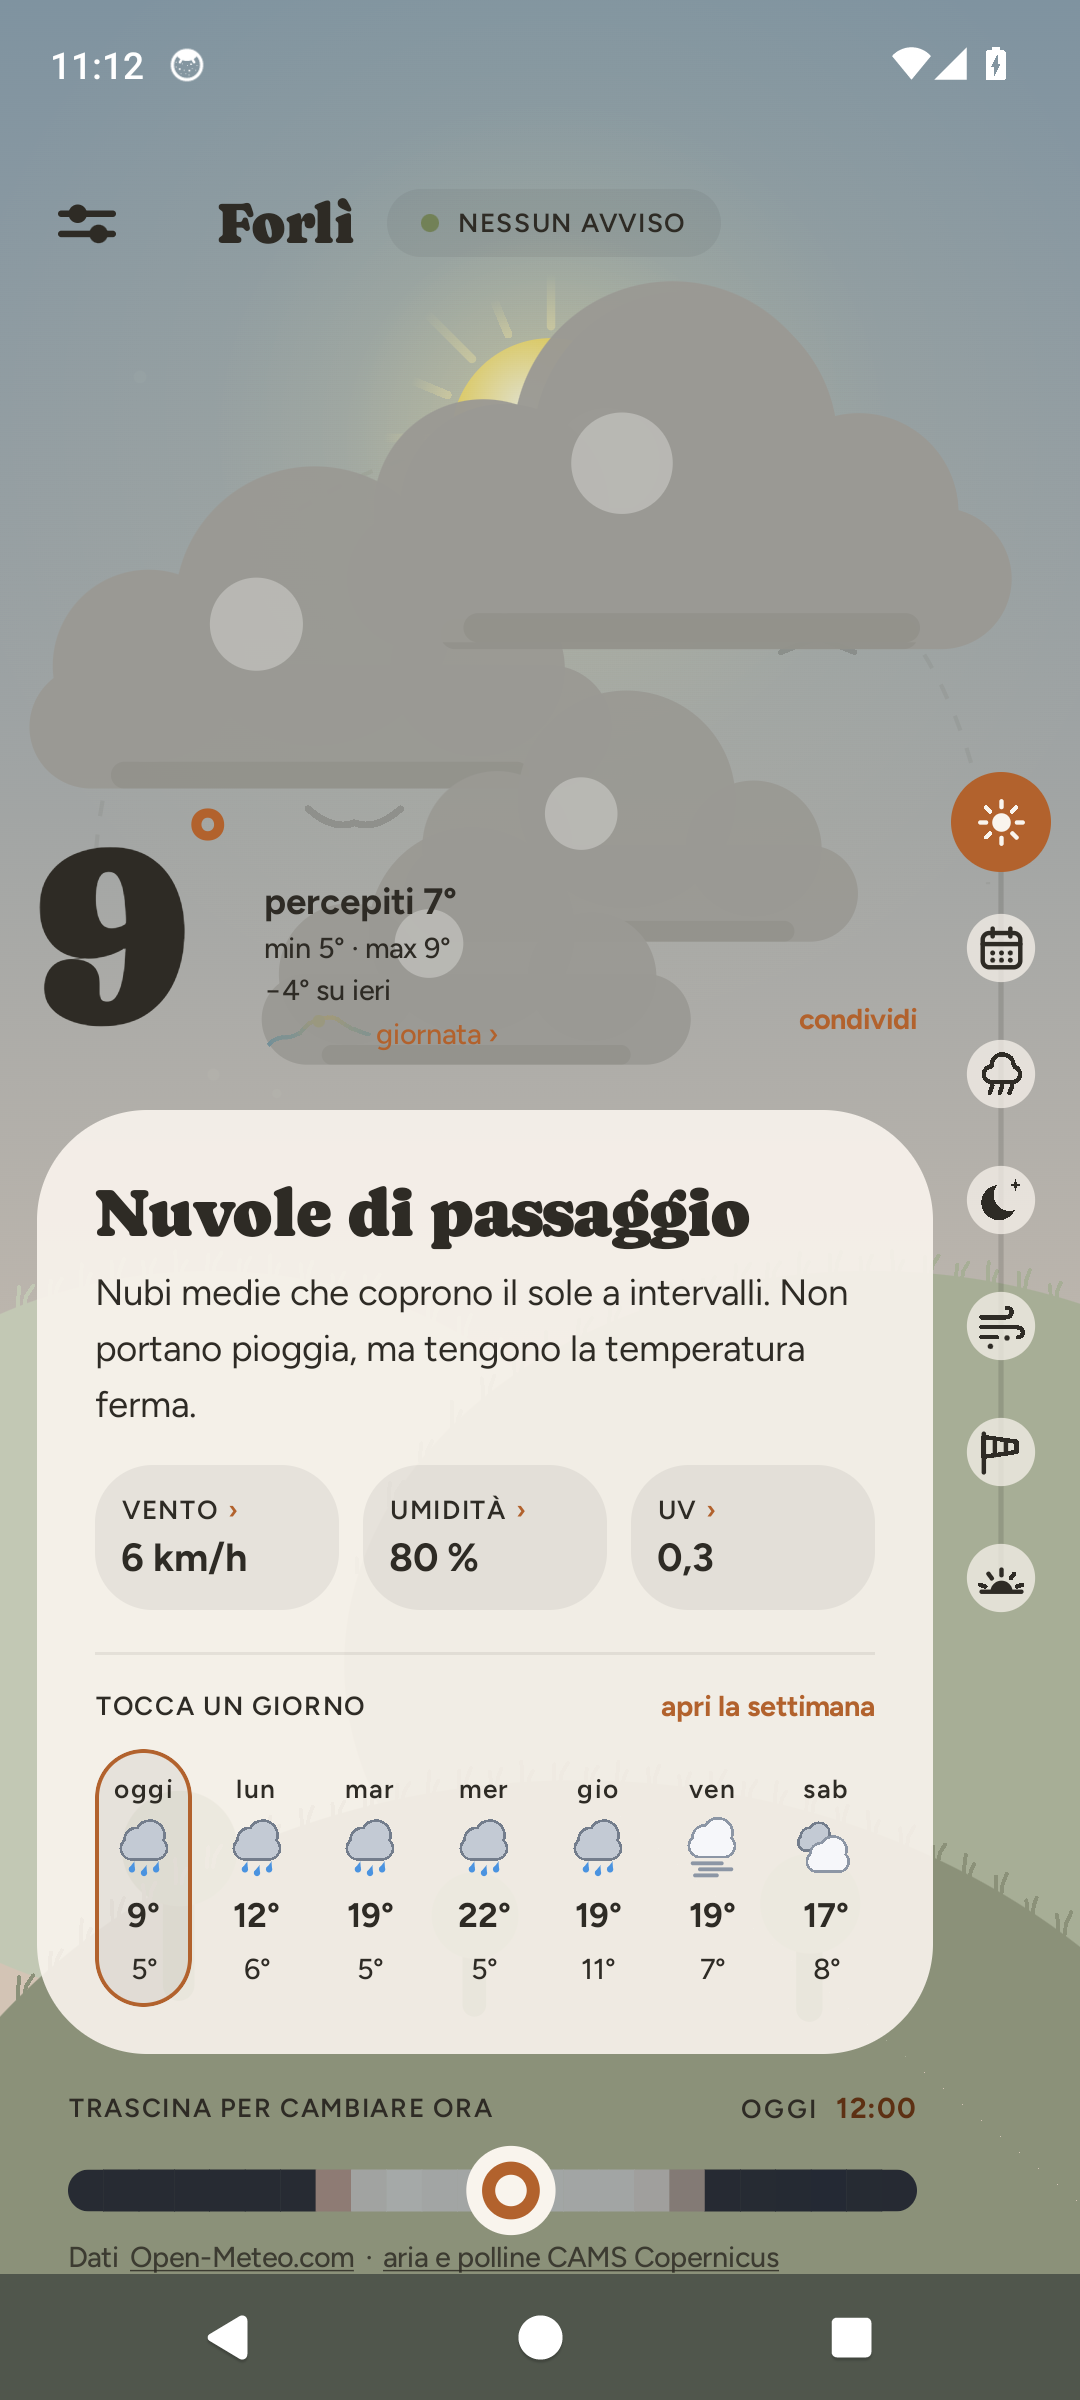 11:12
Forlì
NESSUN AVVISO
9
percepiti 7°
min 5° · max 9°
−4° su ieri
giornata ›
condividi
Nuvole di passaggio
Nubi medie che coprono il sole a intervalli. Non
portano pioggia, ma tengono la temperatura
ferma.
VENTO › UMIDITÀ › UV ›
6 km/h 80 % 0,3
TOCCA UN GIORNO apri la settimana
oggi lun mar mer gio ven sab
9° 12° 19° 22° 19° 19° 17°
5° 6° 5° 5° 11° 7° 8°
TRASCINA PER CAMBIARE ORA OGGI 12:00
Dati Open-Meteo.com · aria e polline CAMS Copernicus